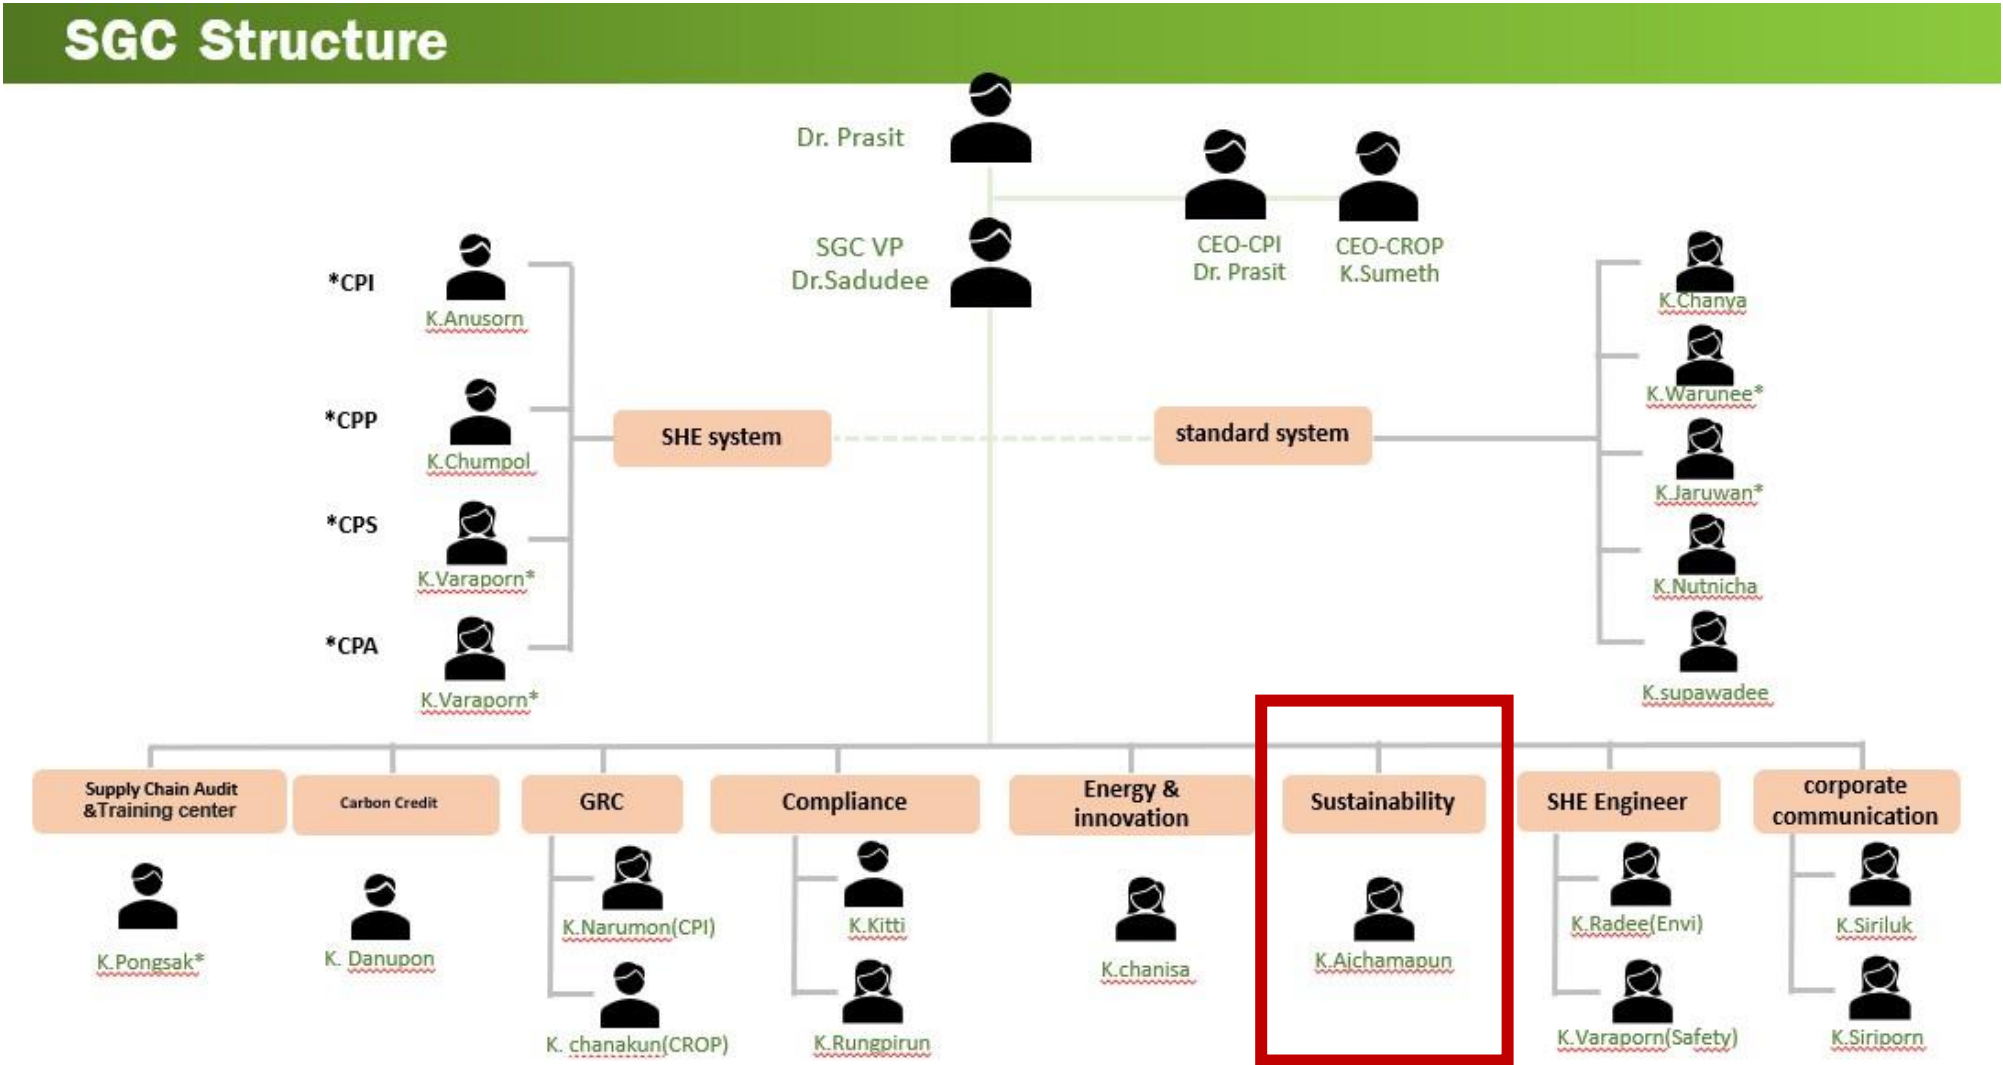 SGC Structure
Dr. Prasit
SGC VP
Dr.Sadudee
CEO-CPI
Dr. Prasit
CEO-CROP
K.Sumeth
*CPI
K.Anusorn
*CPP
K.Chumpol
*CPS
K.Varaporn*
*CPA
K.Varaporn*
SHE system
standard system
K.Chanya
K.Warunee*
K.Jaruwan*
K.Nutnicha
K.supawadee
Supply Chain Audit
&Training center
K.Pongsak*
Carbon Credit
K. Danupon
GRC
K.Narumon(CPI)
K. chanakun(CROP)
Compliance
K.Kitti
K.Rungpirun
Energy &
innovation
K.chanisa
Sustainability
K.Ajchamapun
SHE Engineer
K.Radee(Envi)
K.Varaporn(Safety)
corporate
communication
K.Siriluk
K.Siriporn